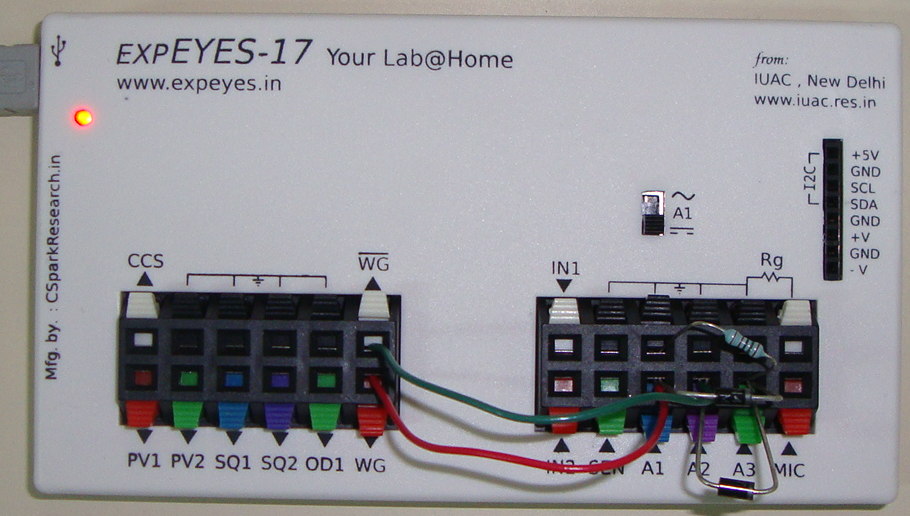 EXPEYES-17 Your Lab@Home
www.expeyes.in
from:
IUAC , New Delhi
www.iuac.res.in
Mfg. by. : CSparkResearch.in
I2C
+5V
GND
SCL
SDA
GND
+V
GND
- V
A1
CCS
WG
IN1
Rg
PV1 PV2 SQ1 SQ2 OD1 WG
IN2 SEN A1 A2 A3 MIC